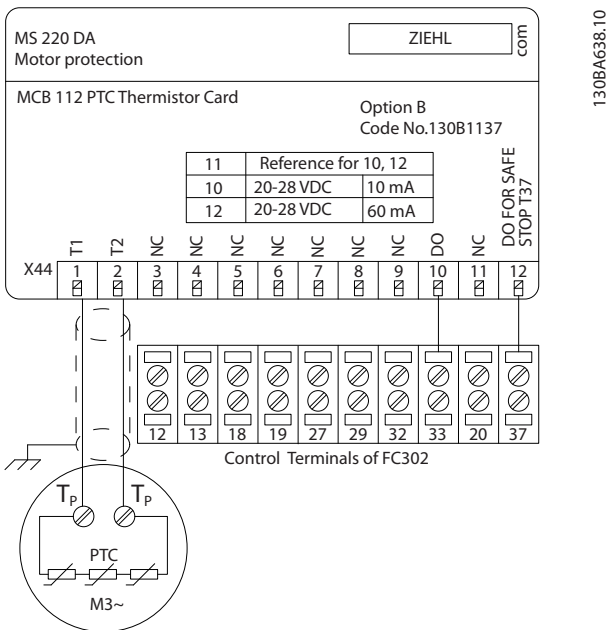 MS 220 DA
Motor protection
ZIEHL
com
130BA638.10
MCB 112 PTC Thermistor Card
Option B
Code No.130B1137
11 Reference for 10, 12
10 20-28 VDC 10 mA
12 20-28 VDC 60 mA
T1 T2 NC NC NC NC NC NC NC DO NC DO FOR SAFE
STOP T37
X44 1 2 3 4 5 6 7 8 9 10 11 12
12 13 18 19 27 29 32 33 20 37
Control Terminals of FC302
TP TP
PTC
M3~